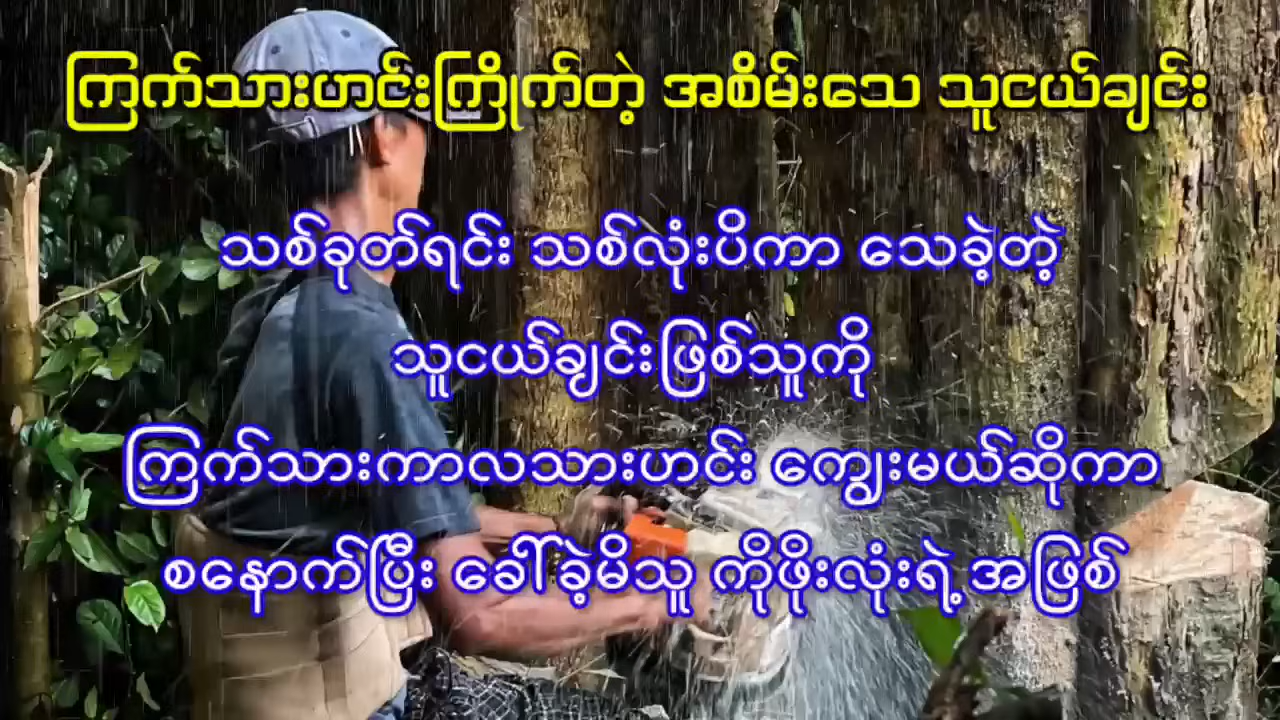 ကြက်သားဟင်းကြိုက်တဲ့ အစိမ်းသေ သူငယ်ချင်း
သစ်ခုတ်ရင်း သစ်လုံးပိကာ သေခဲ့တဲ့
သူငယ်ချင်းဖြစ်သူကို
ကြက်သားကာလသားဟင်း ကျွေးမယ်ဆိုကာ
စနောက်ပြီး ခေါ်ခဲ့မိသူ ကိုဖိုးလုံးရဲ့ အဖြစ်